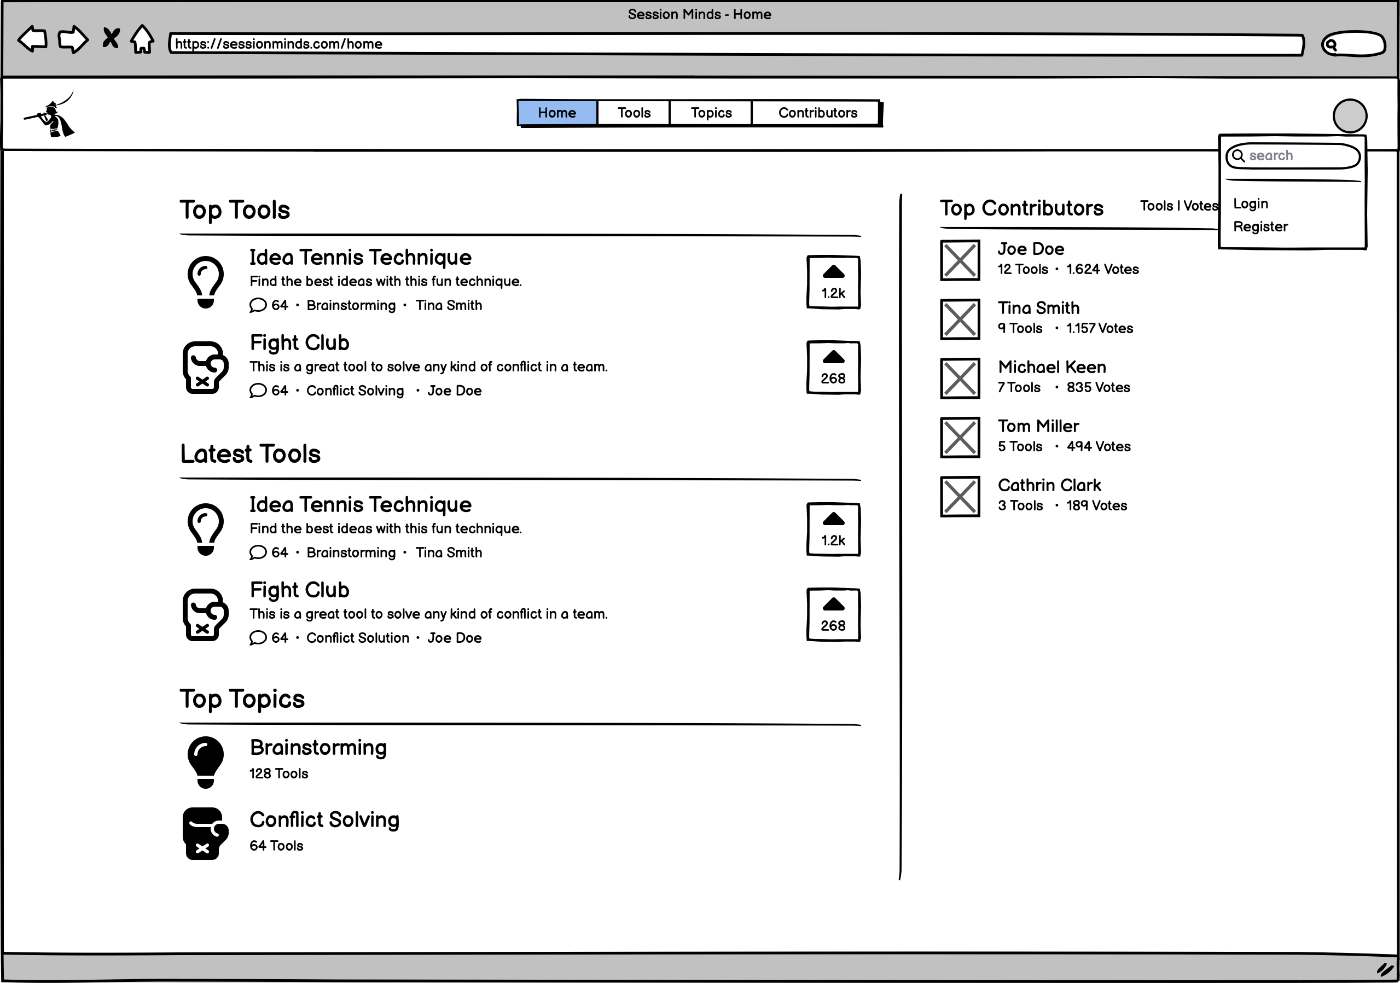 Session Minds - Home
https://sessionminds.com/home
Home Tools Topics Contributors
search
Login
Register
Top Tools
Idea Tennis Technique
Find the best ideas with this fun technique.
64 · Brainstorming · Tina Smith
1.2k
Fight Club
This is a great tool to solve any kind of conflict in a team.
64 · Conflict Solving · Joe Doe
268
Latest Tools
Idea Tennis Technique
Find the best ideas with this fun technique.
64 · Brainstorming · Tina Smith
1.2k
Fight Club
This is a great tool to solve any kind of conflict in a team.
64 · Conflict Solution · Joe Doe
268
Top Topics
Brainstorming
128 Tools
Conflict Solving
64 Tools
Top Contributors Tools | Votes
Joe Doe
12 Tools · 1.624 Votes
Tina Smith
9 Tools · 1.157 Votes
Michael Keen
7 Tools · 835 Votes
Tom Miller
5 Tools · 494 Votes
Cathrin Clark
3 Tools · 189 Votes